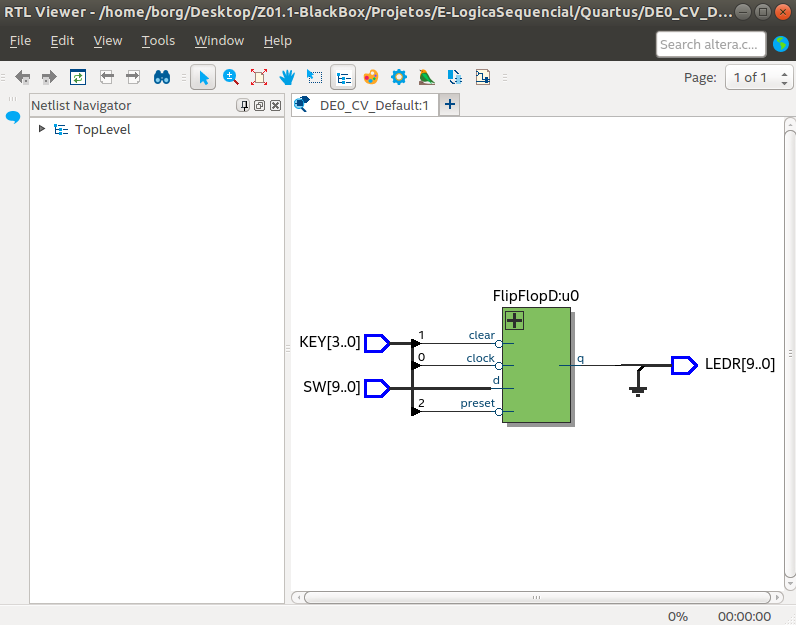 RTL Viewer - /home/borg/Desktop/Z01.1-BlackBox/Projetos/E-LogicaSequencial/Quartus/DE0_CV_D...
File Edit View Tools Window Help
Search altera.c...
Page: 1 of 1
Netlist Navigator
DE0_CV_Default:1
TopLevel
FlipFlopD:u0
KEY[3..0]
1
clear
0
clock
q
LEDR[9..0]
SW[9..0]
d
2
preset
0% 00:00:00